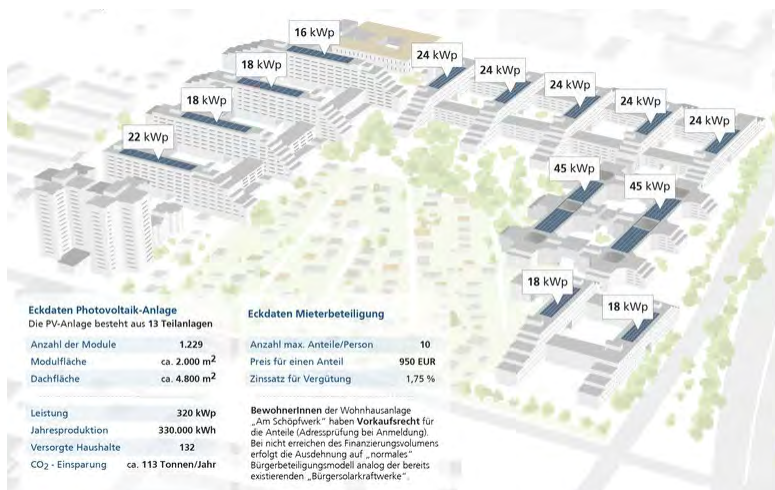 16 kWp
18 kWp
18 kWp
22 kWp
24 kWp
24 kWp
24 kWp
24 kWp
24 kWp
45 kWp
45 kWp
18 kWp
18 kWp
Eckdaten Photovoltaik-Anlage
Die PV-Anlage besteht aus 13 Teilanlagen
Anzahl der Module 1.229
Modulfläche ca. 2.000 m²
Dachfläche ca. 4.800 m²
Leistung 320 kWp
Jahresproduktion 330.000 kWh
Versorgte Haushalte 132
CO₂ - Einsparung ca. 113 Tonnen/Jahr
Eckdaten Mieterbeteiligung
Anzahl max. Anteile/Person 10
Preis für einen Anteil 950 EUR
Zinssatz für Vergütung 1,75 %
BewohnerInnen der Wohnhausanlage
„Am Schöpfwerk“ haben Vorkaufsrecht für
die Anteile (Adressprüfung bei Anmeldung).
Bei nicht erreichen des Finanzierungsvolumens
erfolgt die Ausdehnung auf „normales“
Bürgerbeteiligungsmodell analog der bereits
existierenden „Bürgersolarkraftwerke“.